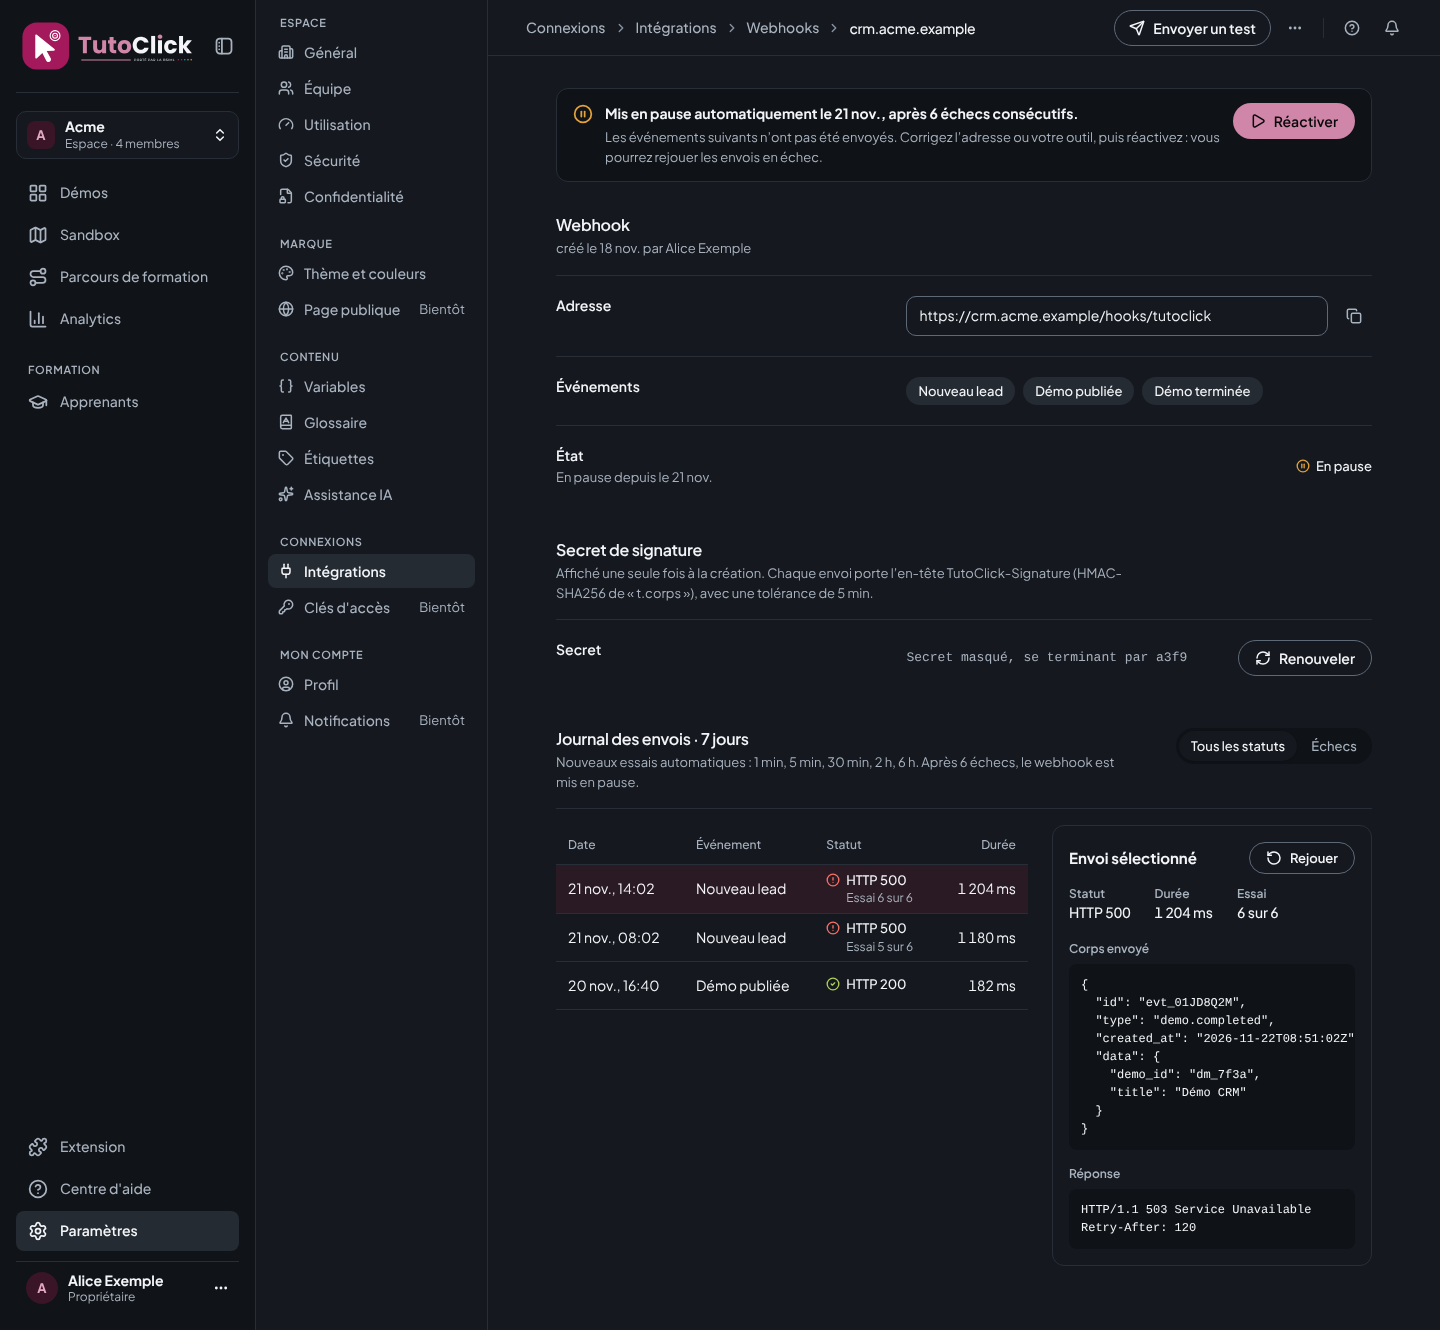 TutoClick
Acme
Espace · 4 membres
A
Démos
Sandbox
Parcours de formation
Analytics
FORMATION
Apprenants
Extension
Centre d'aide
Paramètres
A
Alice Exemple
Propriétaire
ESPACE
Général
Équipe
Utilisation
Sécurité
Confidentialité
MARQUE
Thème et couleurs
Page publique Bientôt
CONTENU
Variables
Glossaire
Étiquettes
Assistance IA
CONNEXIONS
Intégrations
Clés d'accès Bientôt
MON COMPTE
Profil
Notifications Bientôt
Connexions > Intégrations > Webhooks > crm.acme.example
Envoyer un test
Mis en pause automatiquement le 21 nov., après 6 échecs consécutifs.
Les événements suivants n'ont pas été envoyés. Corrigez l'adresse ou votre outil, puis réactivez : vous
pourrez rejouer les envois en échec.
Réactiver
Webhook
créé le 18 nov. par Alice Exemple
Adresse
https://crm.acme.example/hooks/tutoclick
Événements
Nouveau lead Démo publiée Démo terminée
État
En pause depuis le 21 nov.
En pause
Secret de signature
Affiché une seule fois à la création. Chaque envoi porte l'en-tête TutoClick-Signature (HMAC-
SHA256 de « t.corps »), avec une tolérance de 5 min.
Secret
Secret masqué, se terminant par a3f9
Renouveler
Journal des envois · 7 jours
Nouveaux essais automatiques : 1 min, 5 min, 30 min, 2 h, 6 h. Après 6 échecs, le webhook est
mis en pause.
Tous les statuts Échecs
Date Événement Statut Durée
21 nov., 14:02 Nouveau lead HTTP 500 1 204 ms
Essai 6 sur 6
21 nov., 08:02 Nouveau lead HTTP 500 1 180 ms
Essai 5 sur 6
20 nov., 16:40 Démo publiée HTTP 200 182 ms
Envoi sélectionné
Rejouer
Statut Durée Essai
HTTP 500 1 204 ms 6 sur 6
Corps envoyé
{
"id": "evt_01JD8Q2M",
"type": "demo.completed",
"created_at": "2026-11-22T08:51:02Z"
"data": {
"demo_id": "dm_7f3a",
"title": "Démo CRM"
}
}
Réponse
HTTP/1.1 503 Service Unavailable
Retry-After: 120